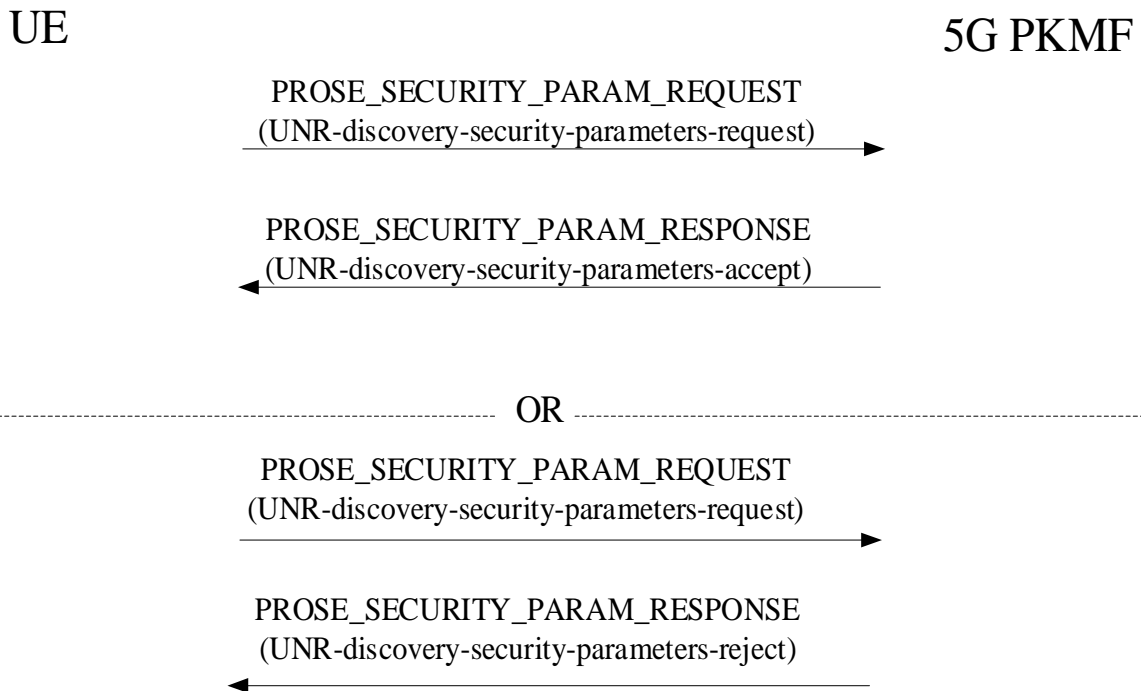 UE
5G PKMF
PROSE_SECURITY_PARAM_REQUEST
(UNR-discovery-security-parameters-request)
PROSE_SECURITY_PARAM_RESPONSE
(UNR-discovery-security-parameters-accept)
OR
PROSE_SECURITY_PARAM_REQUEST
(UNR-discovery-security-parameters-request)
PROSE_SECURITY_PARAM_RESPONSE
(UNR-discovery-security-parameters-reject)